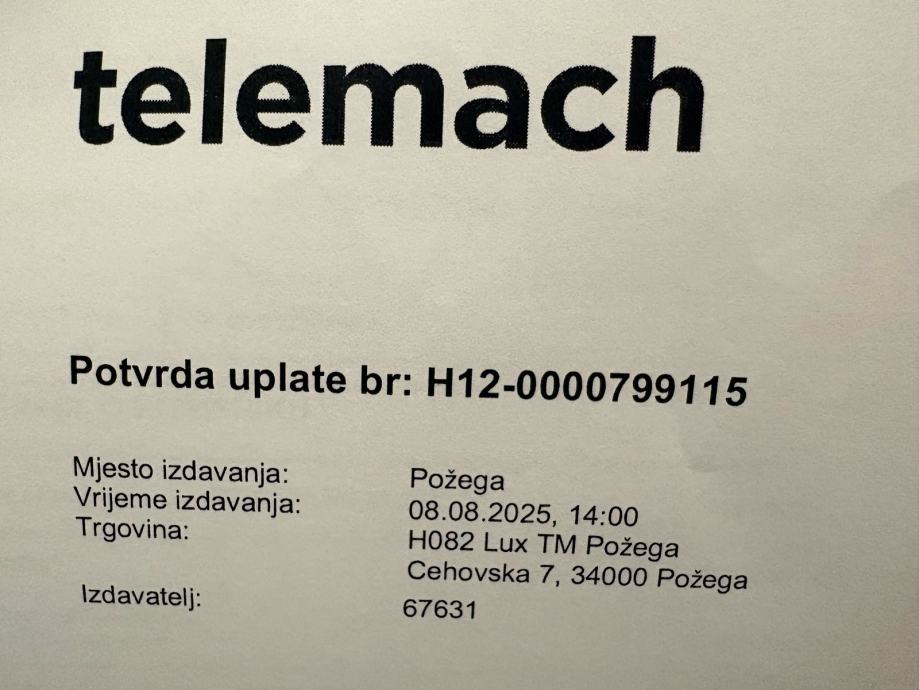 telemach
Potvrda uplate br: H12-0000799115
Mjesto izdavanja: Požega
Vrijeme izdavanja: 08.08.2025, 14:00
Trgovina: H082 Lux TM Požega
Cehovska 7, 34000 Požega
Izdavatelj: 67631